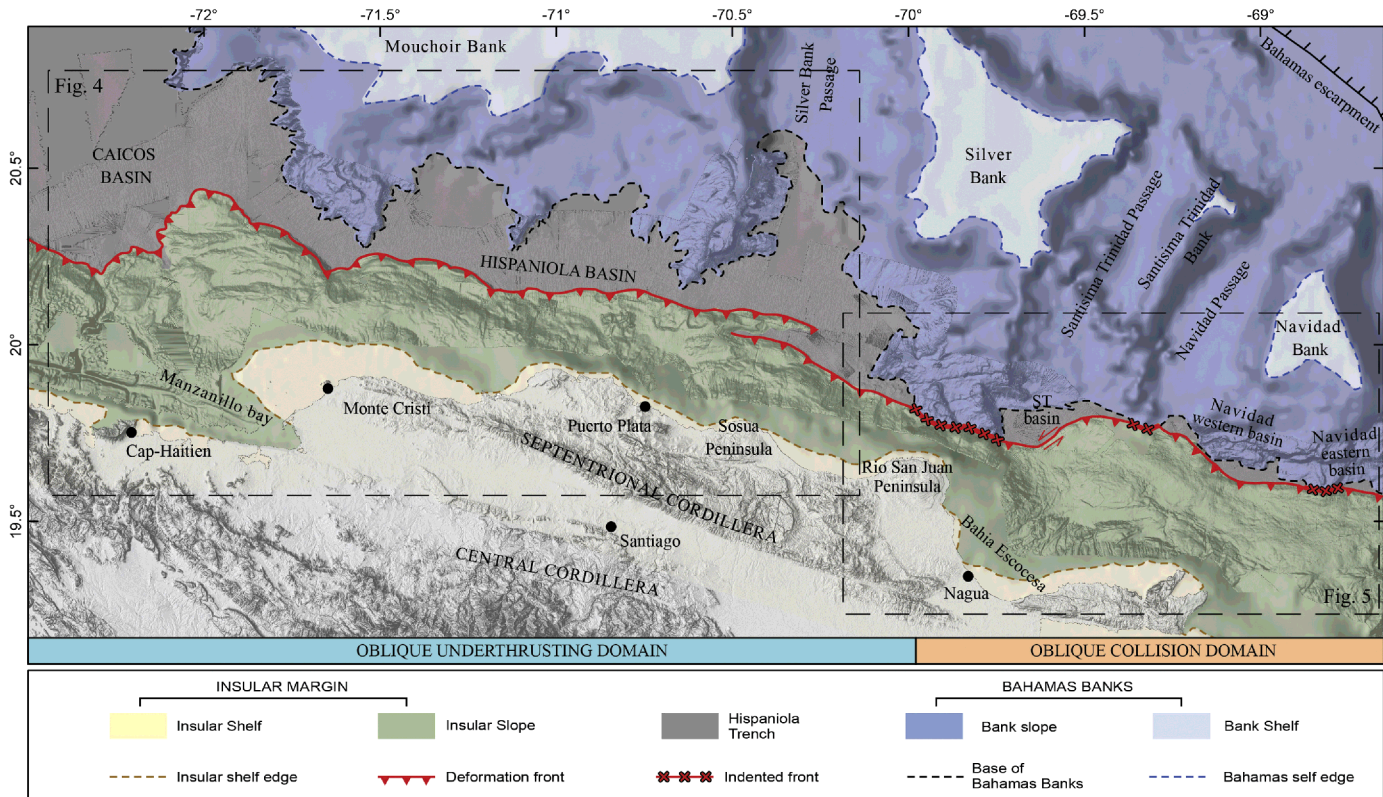 -72°
-71.5°
-71°
-70.5°
-70°
-69.5°
-69°
20.5°
20°
19.5°
Fig. 4
Mouchoir Bank
Silver Bank
Passage
Bahamas escarpment
CAICOS
BASIN
Silver
Bank
Santisima Trinidad Passage
Santisima Trinidad
Bank
Navidad Passage
HISPANIOLA BASIN
Navidad
Bank
Manzanillo bay
Monte Cristi
Cap-Haitien
Puerto Plata
Sosua
Peninsula
ST
basin
Navidad
western basin
Navidad
eastern
basin
Rio San Juan
Peninsula
SEPTENTRIONAL CORDILLERA
Santiago
CENTRAL CORDILLERA
Bahia Escocesa
Nagua
Fig. 5
OBLIQUE UNDERTHRUSTING DOMAIN
OBLIQUE COLLISION DOMAIN
INSULAR MARGIN
BAHAMAS BANKS
Insular Shelf
Insular Slope
Hispaniola
Trench
Bank slope
Bank Shelf
Insular shelf edge
Deformation front
Indented front
Base of
Bahamas Banks
Bahamas self edge